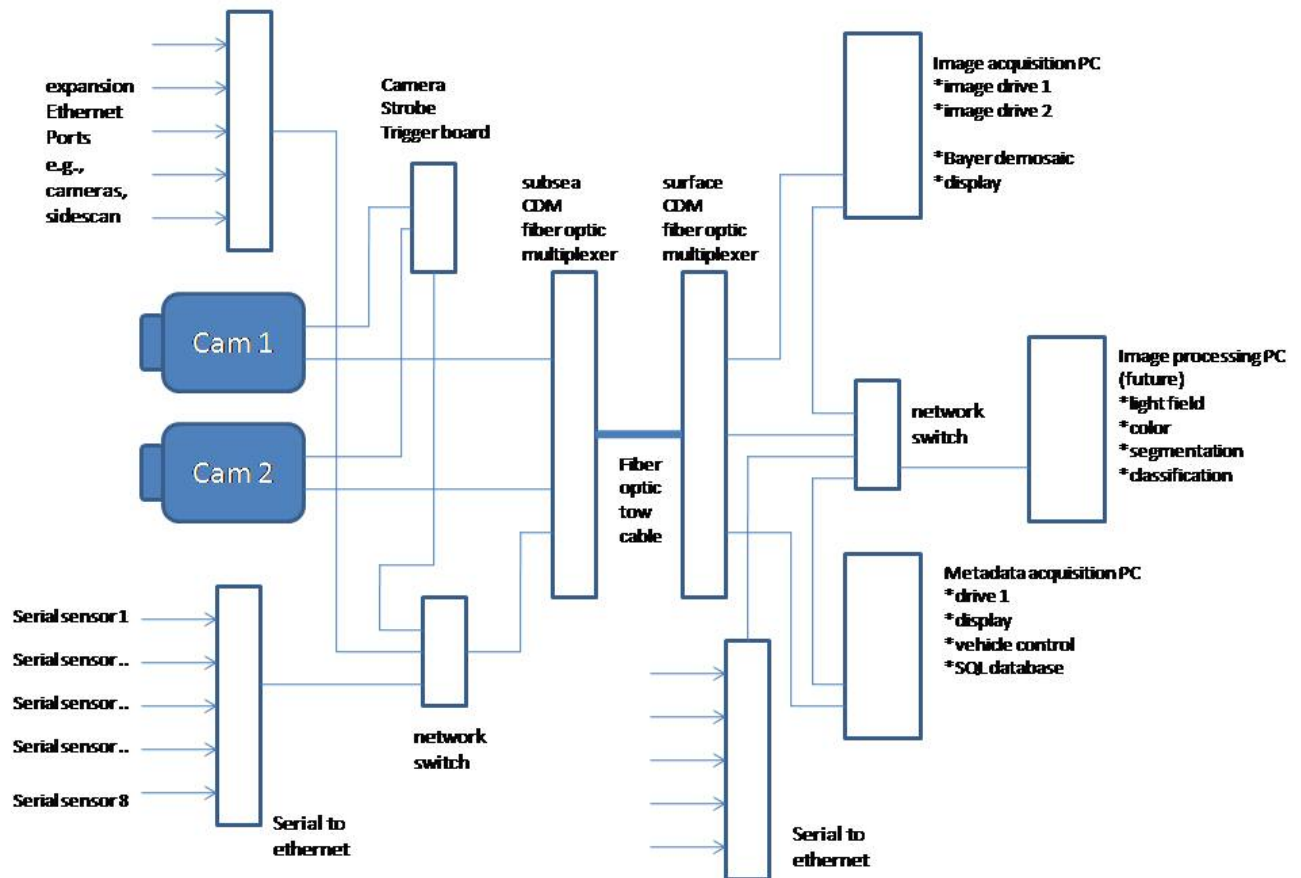 expansion
Ethernet
Ports
e.g.,
cameras,
sidescan
Camera
Strobe
Trigger board
subsea
CDM
fiber optic
multiplexer
surface
CDM
fiber optic
multiplexer
Image acquisition PC
*image drive 1
*image drive 2
*Bayer demosaic
*display
Cam 1
Cam 2
Fiber
optic
tow
cable
network
switch
Image processing PC
(future)
*light field
*color
*segmentation
*classification
Metadata acquisition PC
*drive 1
*display
*vehicle control
*SQL database
Serial sensor 1
Serial sensor ..
Serial sensor ..
Serial sensor ..
Serial sensor 8
network
switch
Serial to
ethernet
Serial to
ethernet